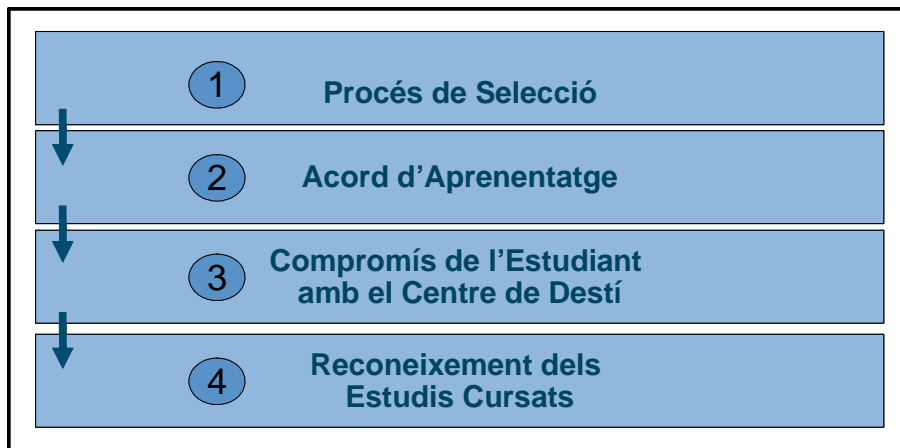 1 Procés de Selecció
2 Acord d'Aprenentatge
3 Compromís de l'Estudiant
amb el Centre de Destí
4 Reconeixement dels
Estudis Cursats